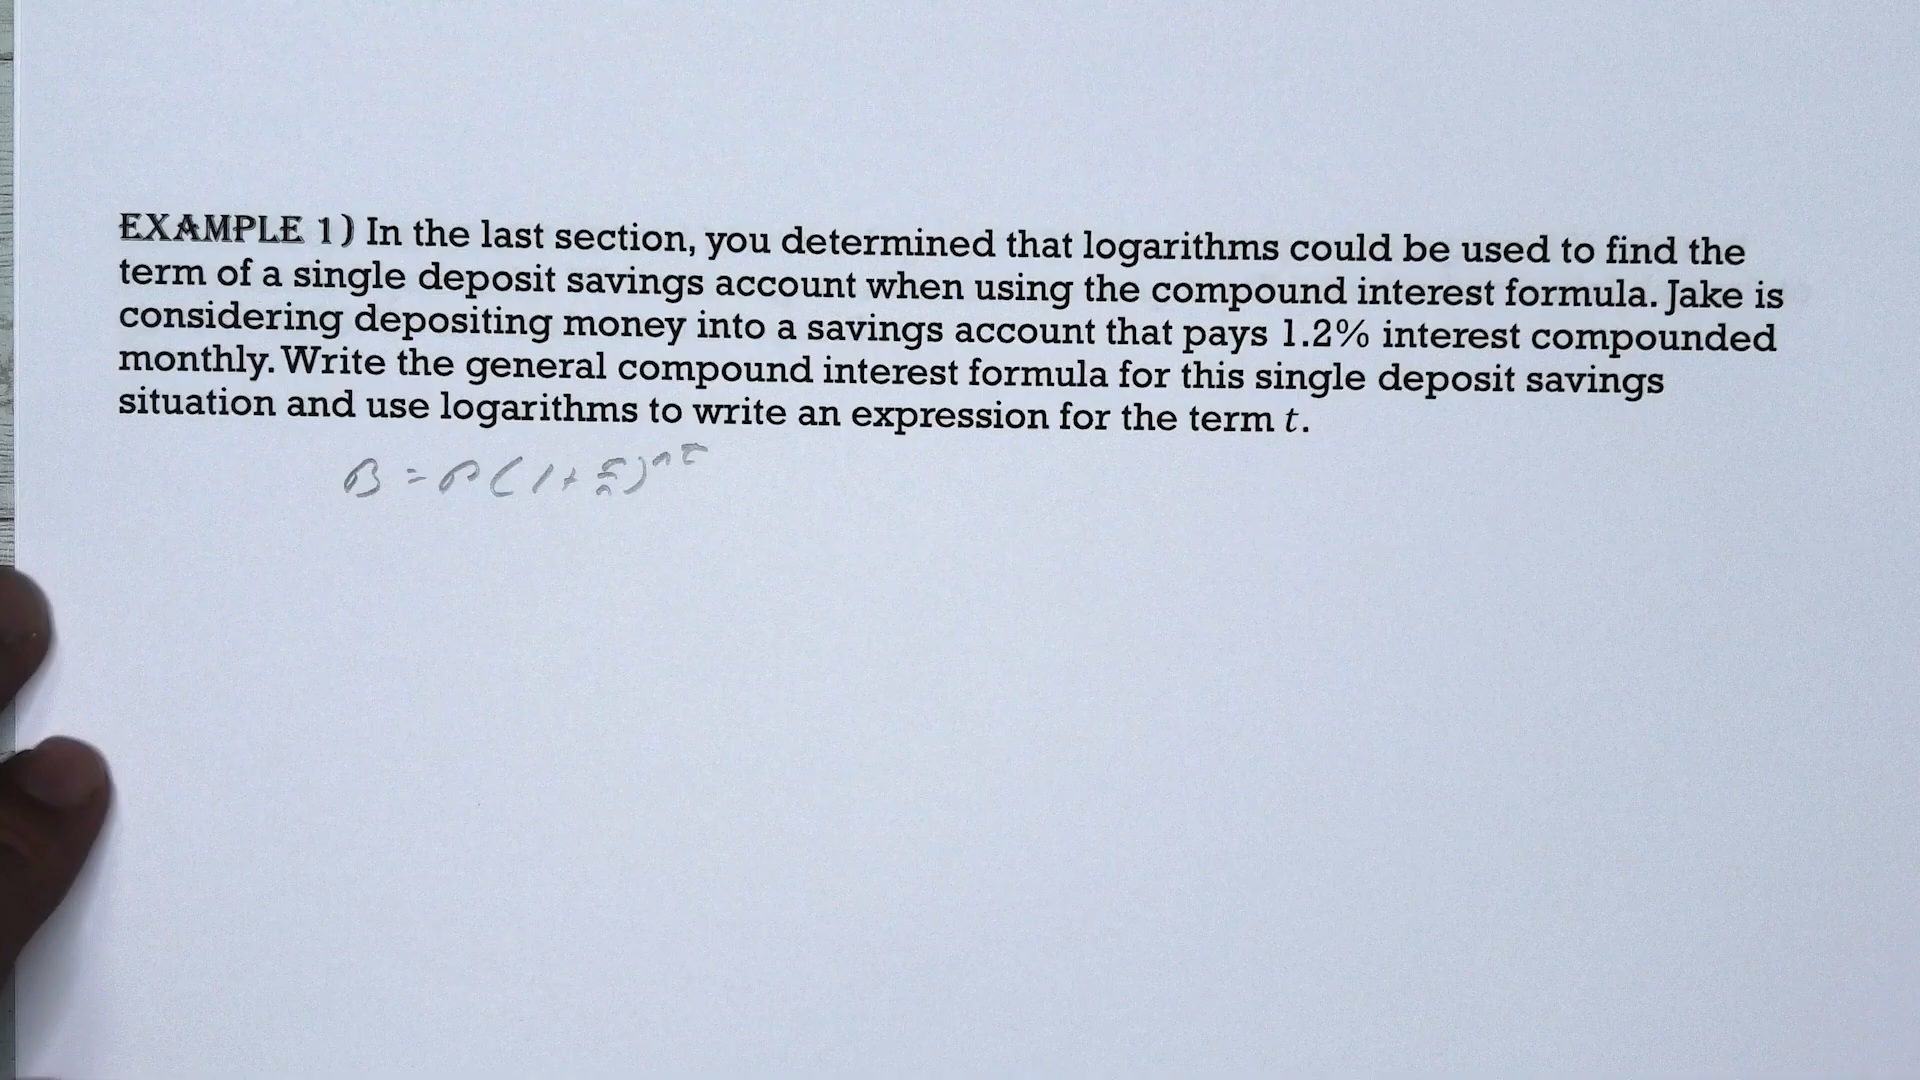 EXAMPLE 1) In the last section, you determined that logarithms could be used to find the
term of a single deposit savings account when using the compound interest formula. Jake is
considering depositing money into a savings account that pays 1.2% interest compounded
monthly. Write the general compound interest formula for this single deposit savings
situation and use logarithms to write an expression for the term t.
B = P(1 + r/n)^nt